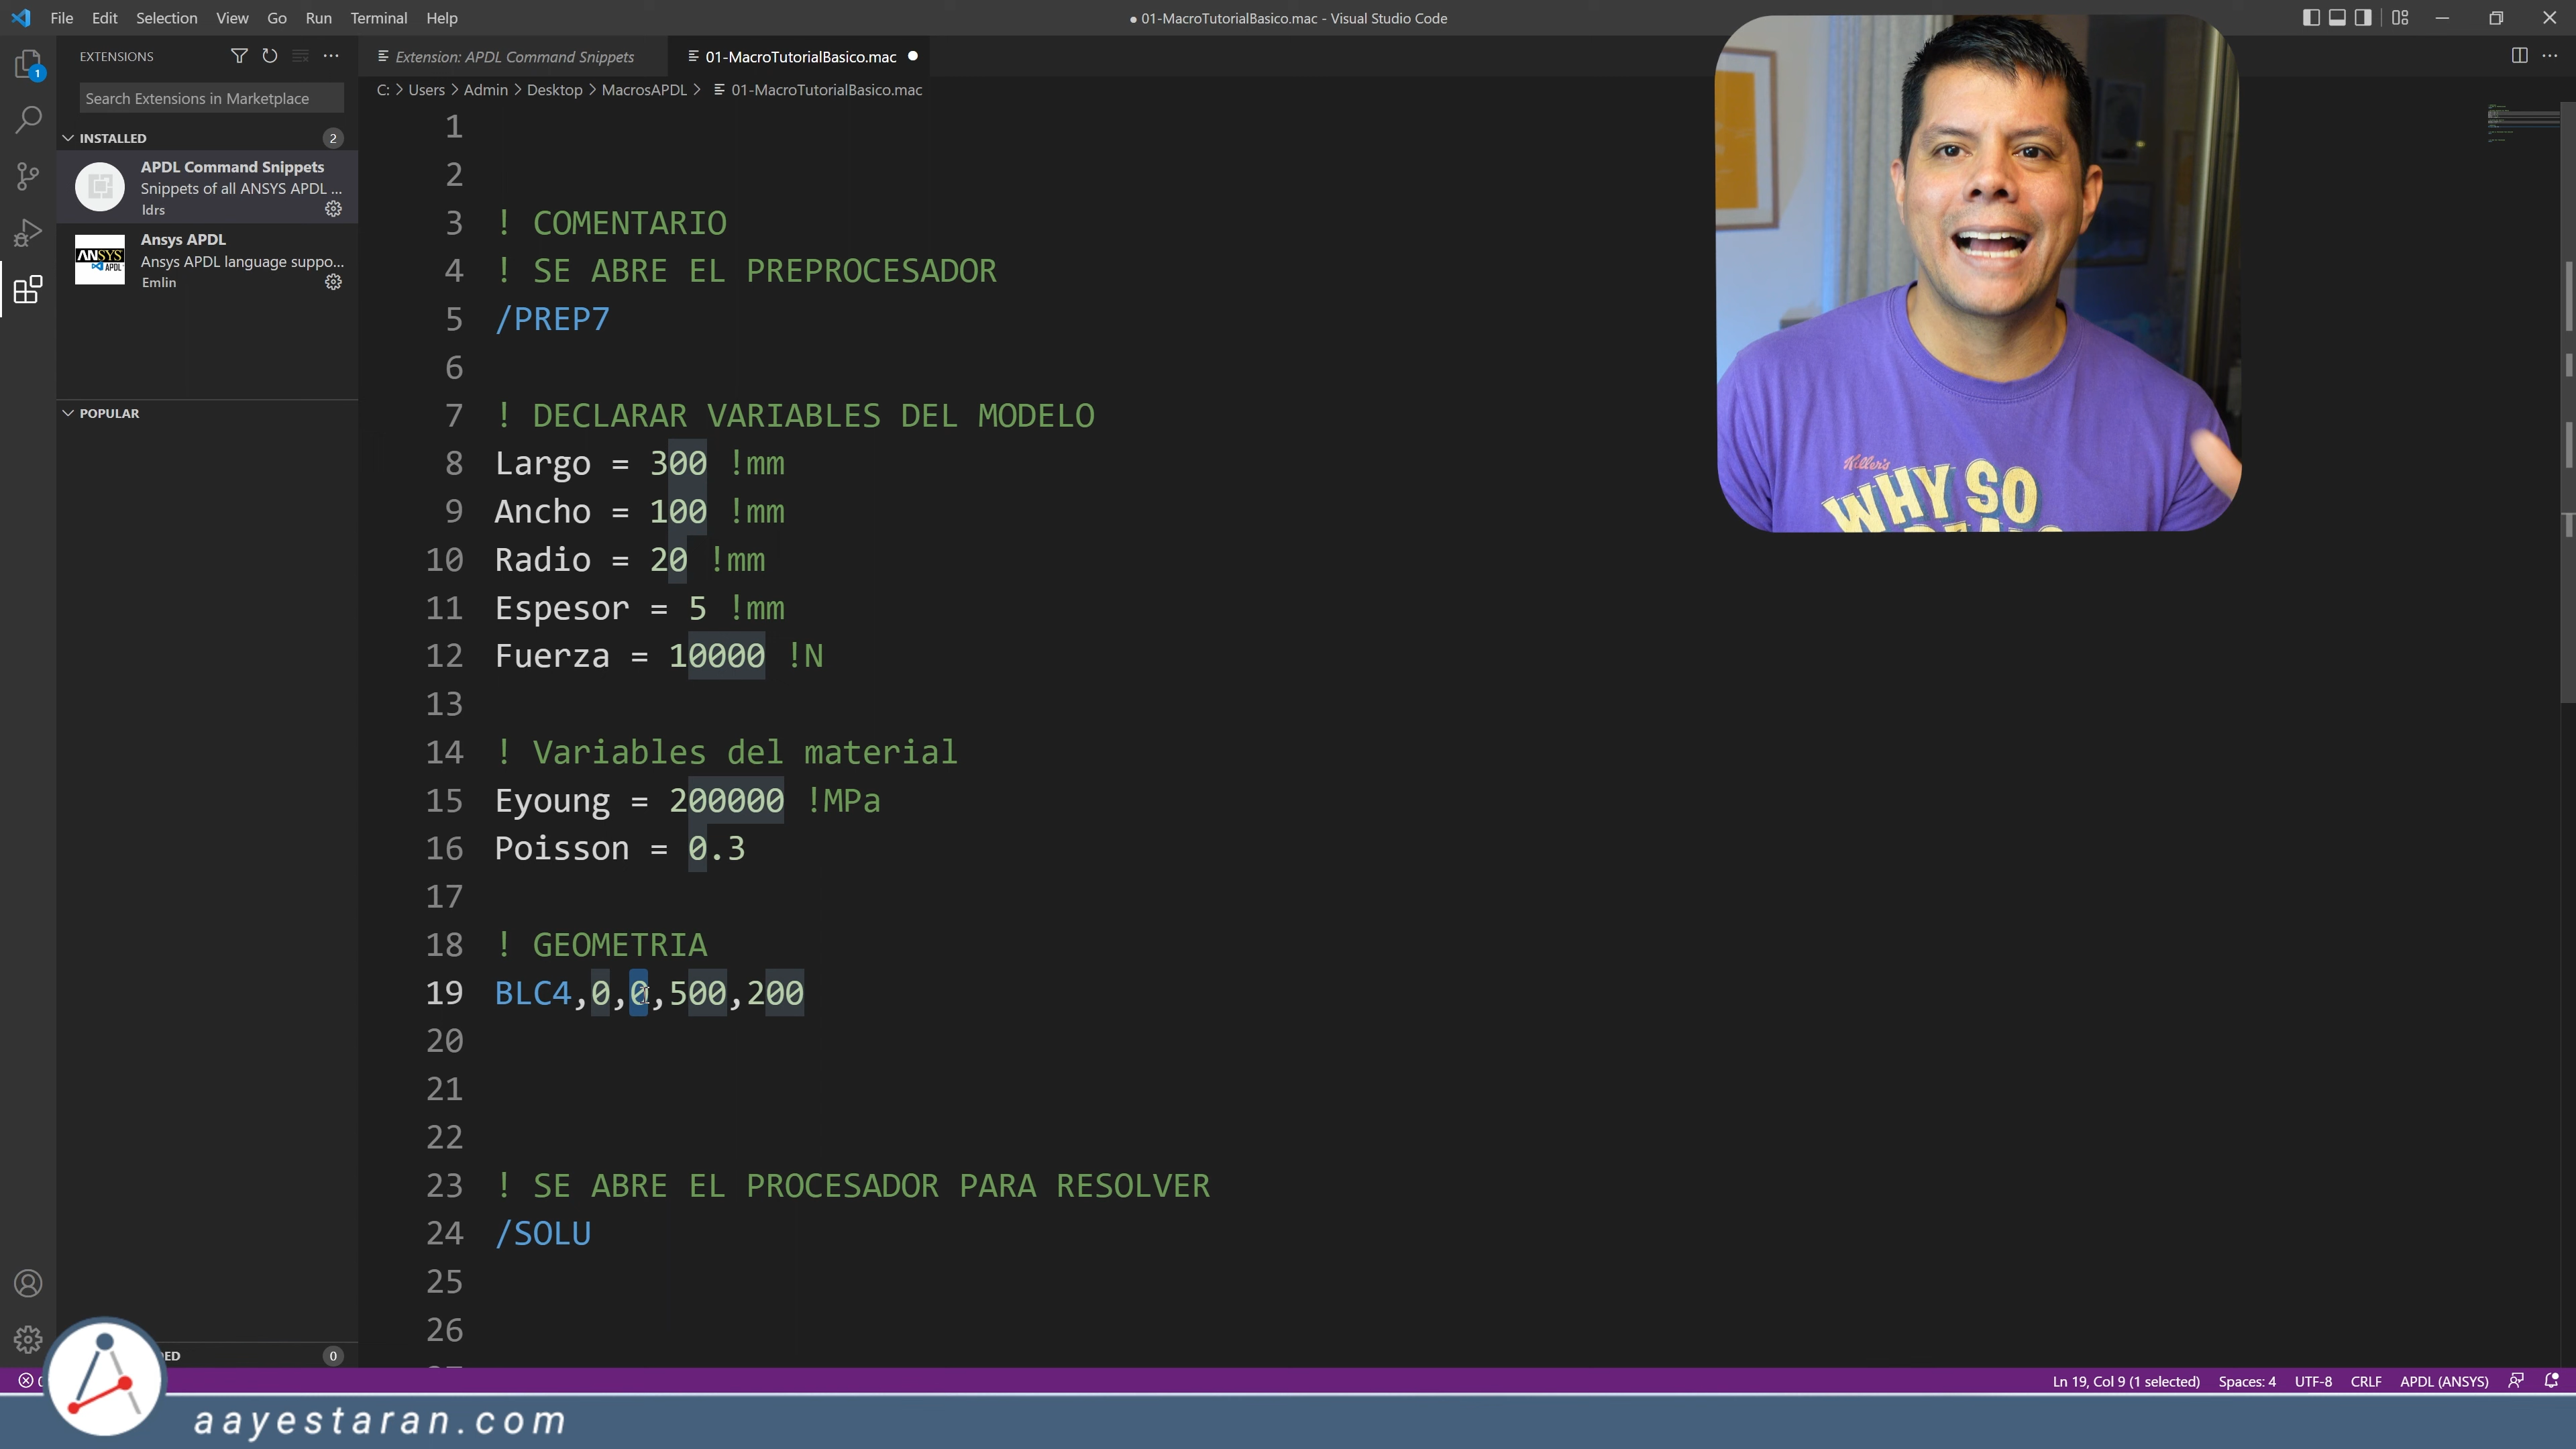 File Edit Selection View Go Run Terminal Help
● 01-MacroTutorialBasico.mac - Visual Studio Code
EXTENSIONS
Extension: APDL Command Snippets
01-MacroTutorialBasico.mac
Search Extensions in Marketplace
C: > Users > Admin > Desktop > MacrosAPDL > 01-MacroTutorialBasico.mac
1
INSTALLED 2
APDL Command Snippets
Snippets of all ANSYS APDL ...
ldrs
ANSYS
APDL
Ansys APDL
Ansys APDL language suppo...
Emlin
POPULAR
1
2
3 ! COMENTARIO
4 ! SE ABRE EL PREPROCESADOR
5 /PREP7
6
7 ! DECLARAR VARIABLES DEL MODELO
8 Largo = 300 !mm
9 Ancho = 100 !mm
10 Radio = 20 !mm
11 Espesor = 5 !mm
12 Fuerza = 10000 !N
13
14 ! Variables del material
15 Eyoung = 200000 !MPa
16 Poisson = 0.3
17
18 ! GEOMETRIA
19 BLC4,0,0,500,200
20
21
22
23 ! SE ABRE EL PROCESADOR PARA RESOLVER
24 /SOLU
25
26
Killer's
WHY SO
0
Ln 19, Col 9 (1 selected) Spaces: 4 UTF-8 CRLF APDL (ANSYS)
aayestaran.com